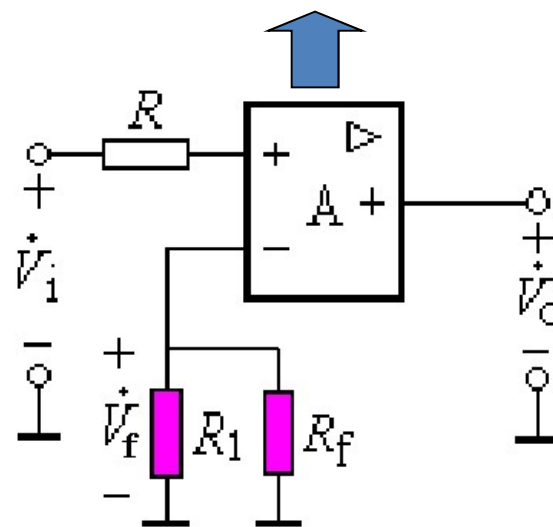 R
+ ▷
A +
−
+ +
V̇i V̇o
− + −
V̇f R1 Rf
−